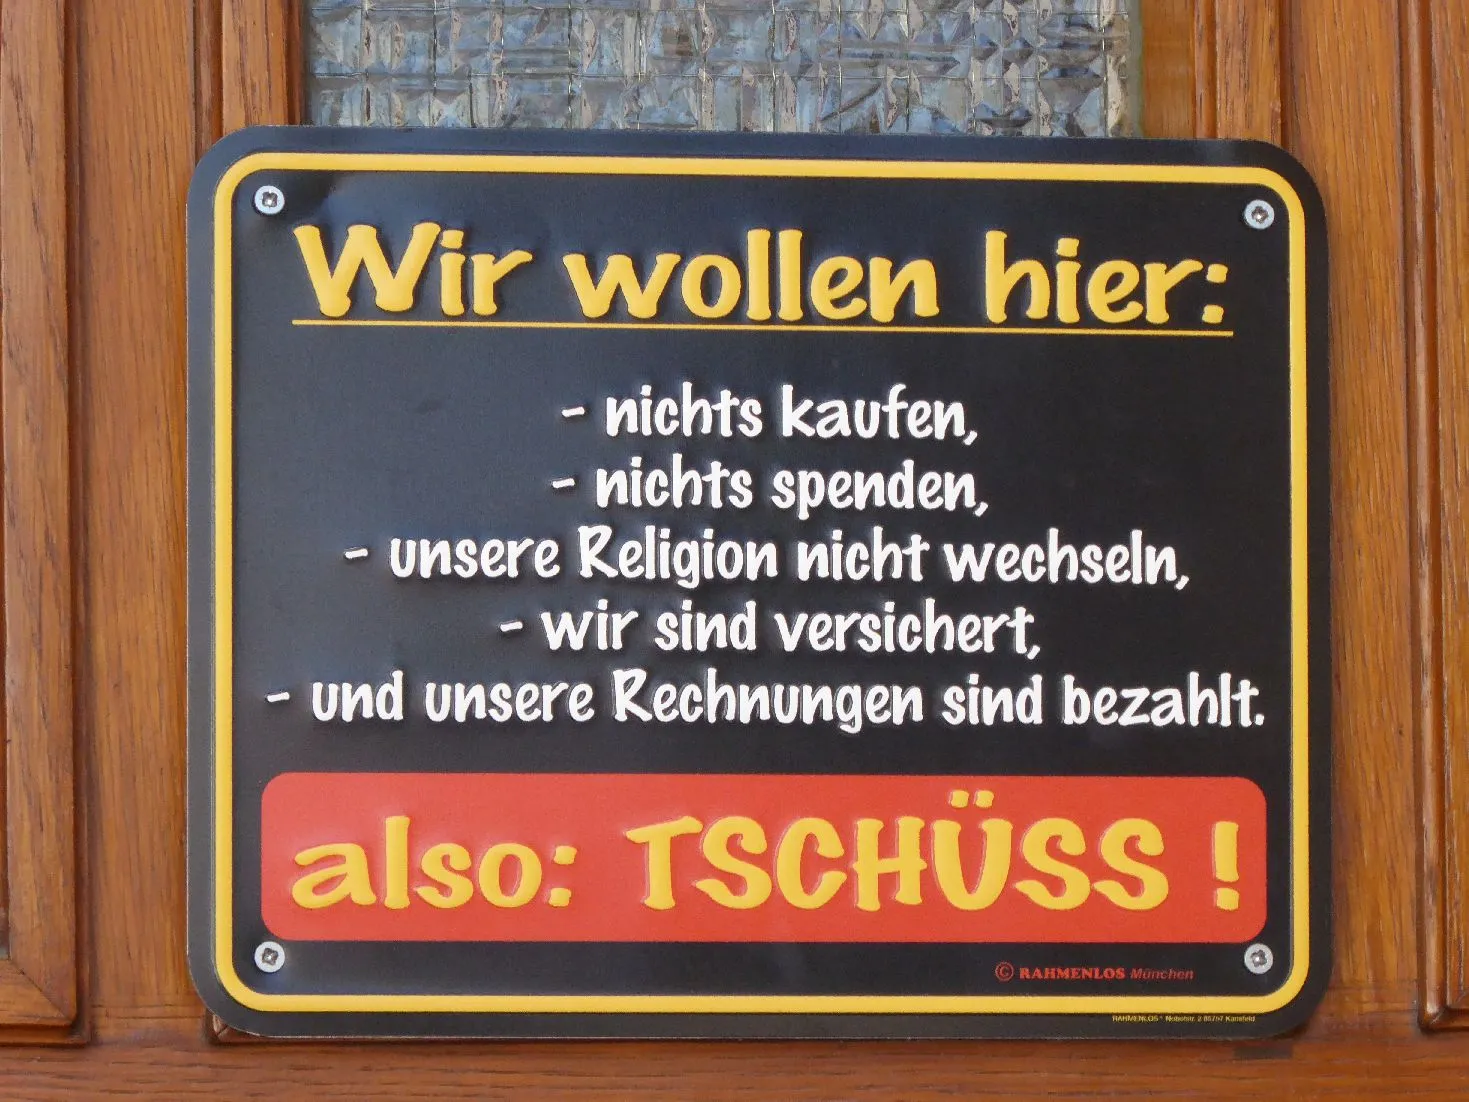 Wir wollen hier:
- nichts kaufen,
- nichts spenden,
- unsere Religion nicht wechseln,
- wir sind versichert,
- und unsere Rechnungen sind bezahlt.
also: TSCHÜSS !
© RAHMENLOS München
RAHMENLOS®